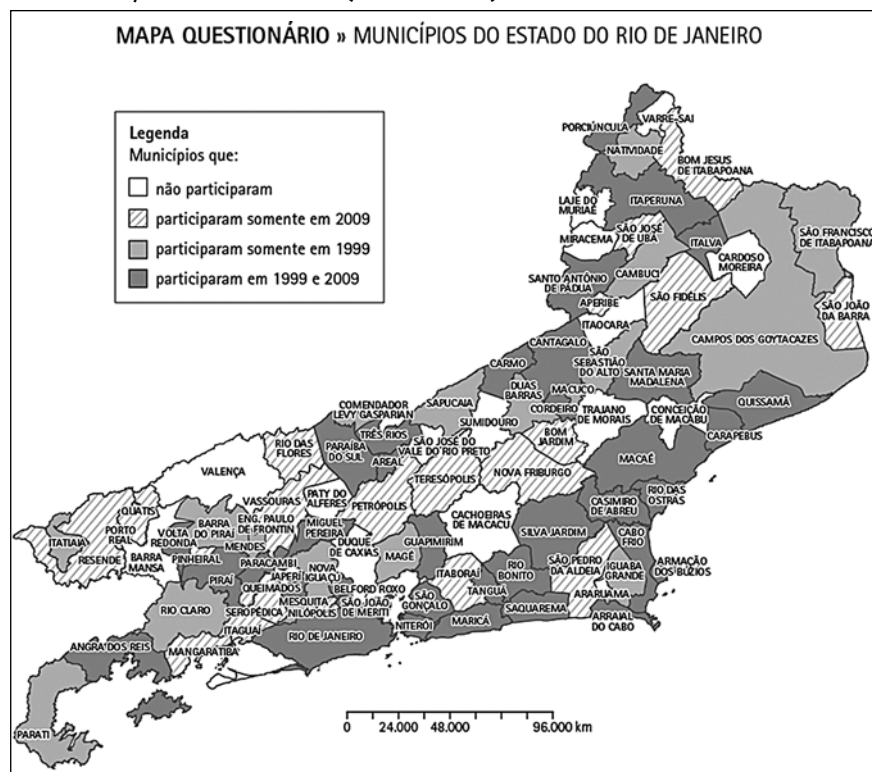 MAPA QUESTIONÁRIO » MUNICÍPIOS DO ESTADO DO RIO DE JANEIRO
Legenda
Municípios que:
não participaram
participaram somente em 2009
participaram somente em 1999
participaram em 1999 e 2009
VARRE-SAI
PORCIÚNCULA
NATIVIDADE
BOM JESUS
DE ITABAPOANA
LAJE DO
MURIAÉ
ITAPERUNA
SÃO FRANCISCO
DE ITABAPOANA
MIRACEMA
SÃO JOSÉ
DE UBÁ
ITALVA
CARDOSO
MOREIRA
SANTO ANTÔNIO
DE PÁDUA
CAMBUCI
SÃO FIDÉLIS
SÃO JOÃO
DA BARRA
APERIBE
ITAOCARA
CAMPOS DOS GOYTACAZES
CANTAGALO
CARMO
SÃO
SEBASTIÃO
DO ALTO
SANTA MARIA
MADALENA
COMENDADOR
LEVY GASPARIAN
SAPUCAIA
DUAS
BARRAS
MACUCO
QUISSAMÃ
CORDEIRO
TRAJANO
DE MORAIS
CONCEIÇÃO
DE MACABU
SUMIDOURO
TRÊS RIOS
RIO DAS
FLORES
PARAÍBA
DO SUL
SÃO JOSÉ DO
VALE DO RIO PRETO
BOM
JARDIM
CARAPEBUS
AREAL
MACAÉ
VALENÇA
NOVA FRIBURGO
TERESÓPOLIS
VASSOURAS
PATY DO
ALFERES
PETRÓPOLIS
CACHOEIRAS
DE MACACU
CASIMIRO
DE ABREU
RIO DAS
OSTRAS
QUATIS
BARRA
DO PIRAÍ
ENG. PAULO
DE FRONTIN
MIGUEL
PEREIRA
ITATIAIA
PORTO
REAL
VOLTA
REDONDA
MENDES
DUQUE
DE CAXIAS
GUAPIMIRIM
SILVA JARDIM
CABO
FRIO
RESENDE
BARRA
MANSA
PINHEIRAL
PARACAMBI
MAGÉ
SÃO PEDRO
DA ALDEIA
IGUABA
GRANDE
ARMAÇÃO
DOS BÚZIOS
PIRAÍ
JAPERI
NOVA
IGUAÇU
ITABORAÍ
RIO
BONITO
QUEIMADOS
BELFORD ROXO
TANGUÁ
ARARUAMA
RIO CLARO
SEROPÉDICA
MESQUITA
NILÓPOLIS
SÃO JOÃO
DE MERITI
SÃO
GONÇALO
SAQUAREMA
ITAGUAÍ
ARRAIAL
DO CABO
ANGRA DOS REIS
MANGARATIBA
RIO DE JANEIRO
NITERÓI
MARICÁ
PARATI
0 24.000 48.000 96.000 km